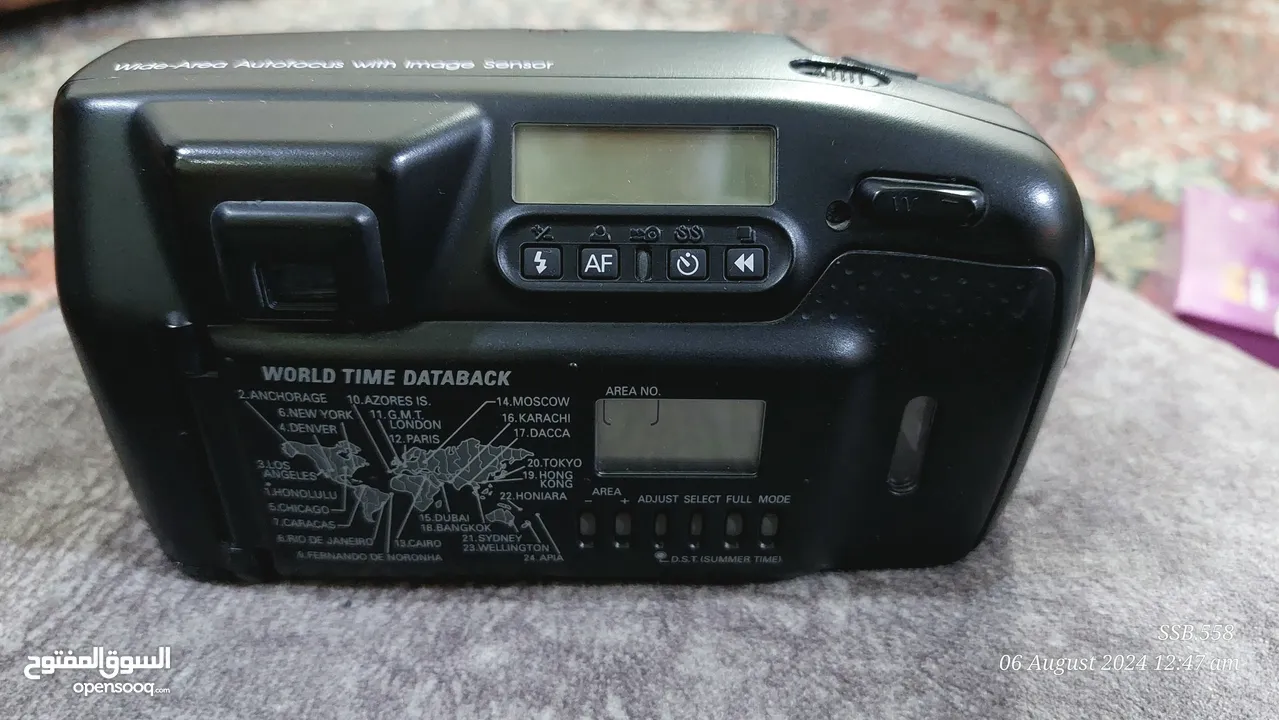 Wide-Area Autofocus with Image Sensor
W
AF
WORLD TIME DATABACK
2.ANCHORAGE
10.AZORES IS.
6.NEW YORK
11.G.M.T.
LONDON
4.DENVER
12.PARIS
14.MOSCOW
16.KARACHI
17.DACCA
3.LOS
ANGELES
20.TOKYO
19.HONG
KONG
1.HONOLULU
22.HONIARA
5.CHICAGO
7.CARACAS
15.DUBAI
18.BANGKOK
8.RIO DE JANEIRO
13.CAIRO
21.SYDNEY
23.WELLINGTON
9.FERNANDO DE NORONHA
24.APIA
AREA NO.
- AREA + ADJUST SELECT FULL MODE
D.S.T. (SUMMER TIME)
السوق المفتوح
opensooq.com
SSB.558
06 August 2024 12:47 am